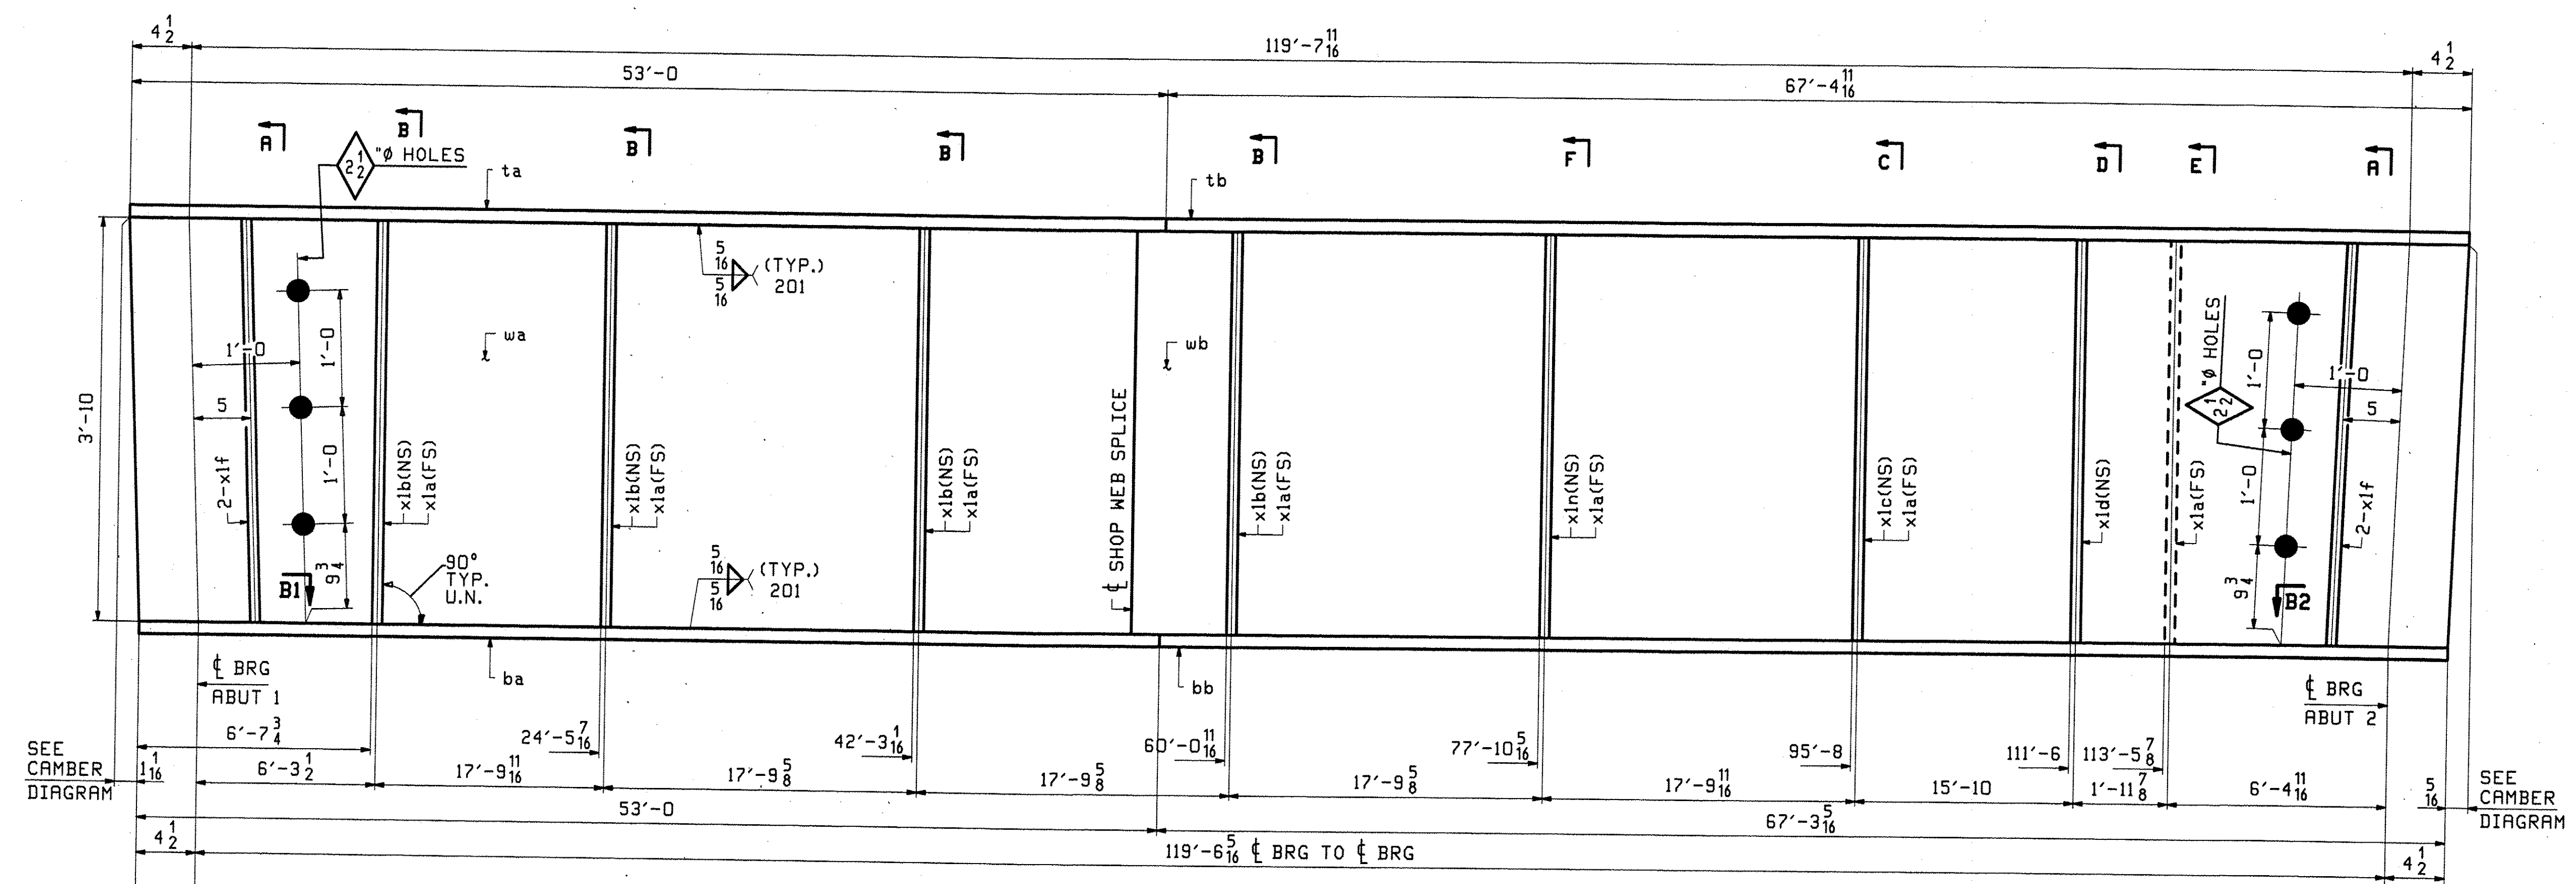 4 1/2
119'-7 11/16
4 1/2
53'-0
67'-4 11/16
A
B
B
B
B
F
C
D
E
A
2 1/2 "Ø HOLES
ta
tb
5/16
5/16
(TYP.)
201
wa
wb
1'-0
1'-0
1'-0
5
3'-10
9 3/4
2-x1f
x1b(NS)
x1a(FS)
x1b(NS)
x1a(FS)
x1b(NS)
x1a(FS)
℄ SHOP WEB SPLICE
x1b(NS)
x1a(FS)
x1n(NS)
x1a(FS)
x1c(NS)
x1a(FS)
x1d(NS)
x1a(FS)
2 1/2 "Ø HOLES
1'-0
1'-0
1'-0
5
9 3/4
2-x1f
B1
90°
TYP.
U.N.
5/16
5/16
(TYP.)
201
B2
℄ BRG
ABUT 1
ba
bb
℄ BRG
ABUT 2
6'-7 3/4
24'-5 7/16
42'-3 1/16
60'-0 11/16
77'-10 5/16
95'-8
111'-6
113'-5 7/8
SEE
CAMBER
DIAGRAM
1 1/16
6'-3 1/2
17'-9 11/16
17'-9 5/8
17'-9 5/8
17'-9 5/8
17'-9 11/16
15'-10
1'-11 7/8
6'-4 11/16
5/16
SEE
CAMBER
DIAGRAM
53'-0
67'-3 5/16
4 1/2
119'-6 5/16 ℄ BRG TO ℄ BRG
4 1/2